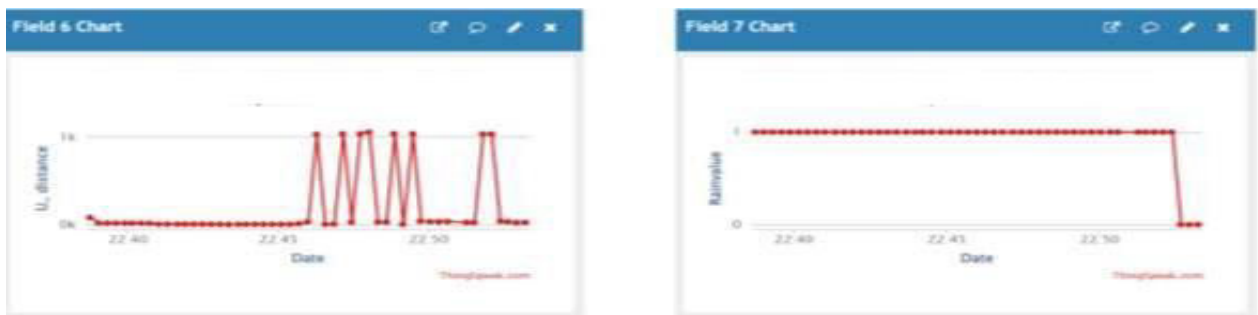 Field 6 Chart
1k
U_ distance
0k
22:40
22:45
22:50
Date
ThingSpeak.com
Field 7 Chart
1
Rainvalue
0
22:40
22:45
22:50
Date
ThingSpeak.com